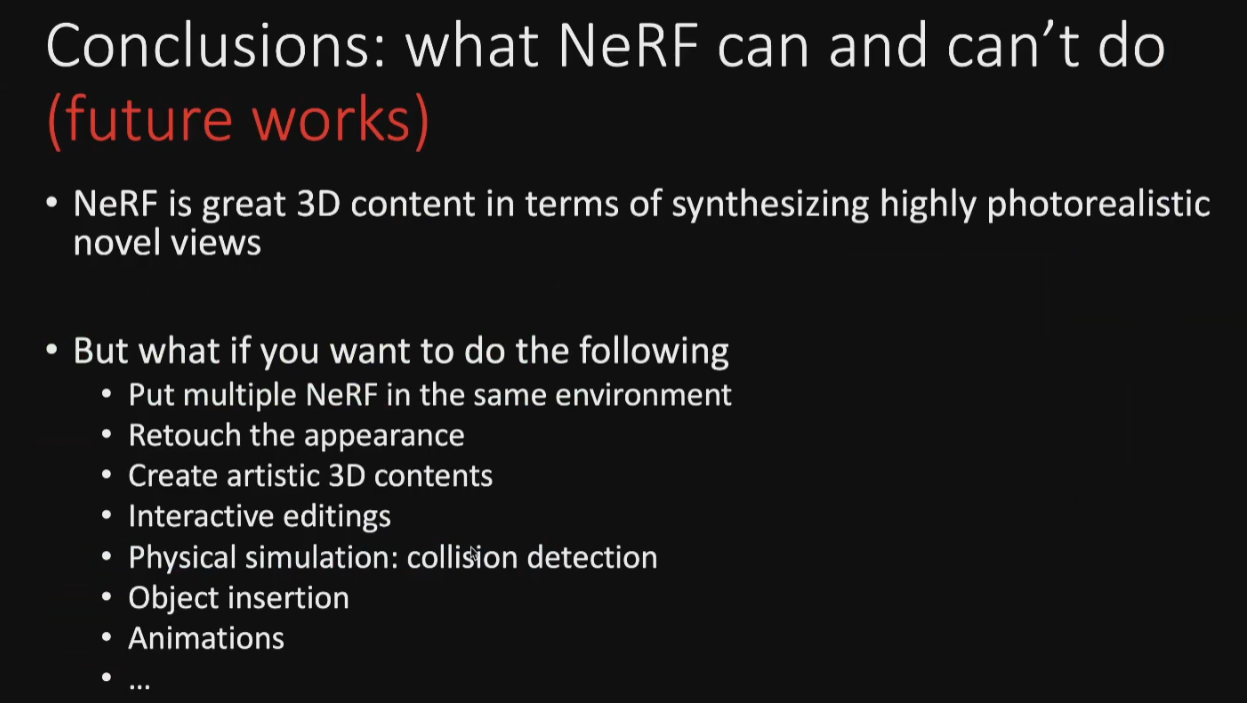 Conclusions: what NeRF can and can’t do
(future works)
• NeRF is great 3D content in terms of synthesizing highly photorealistic
novel views
• But what if you want to do the following
• Put multiple NeRF in the same environment
• Retouch the appearance
• Create artistic 3D contents
• Interactive editings
• Physical simulation: collision detection
• Object insertion
• Animations
• ...